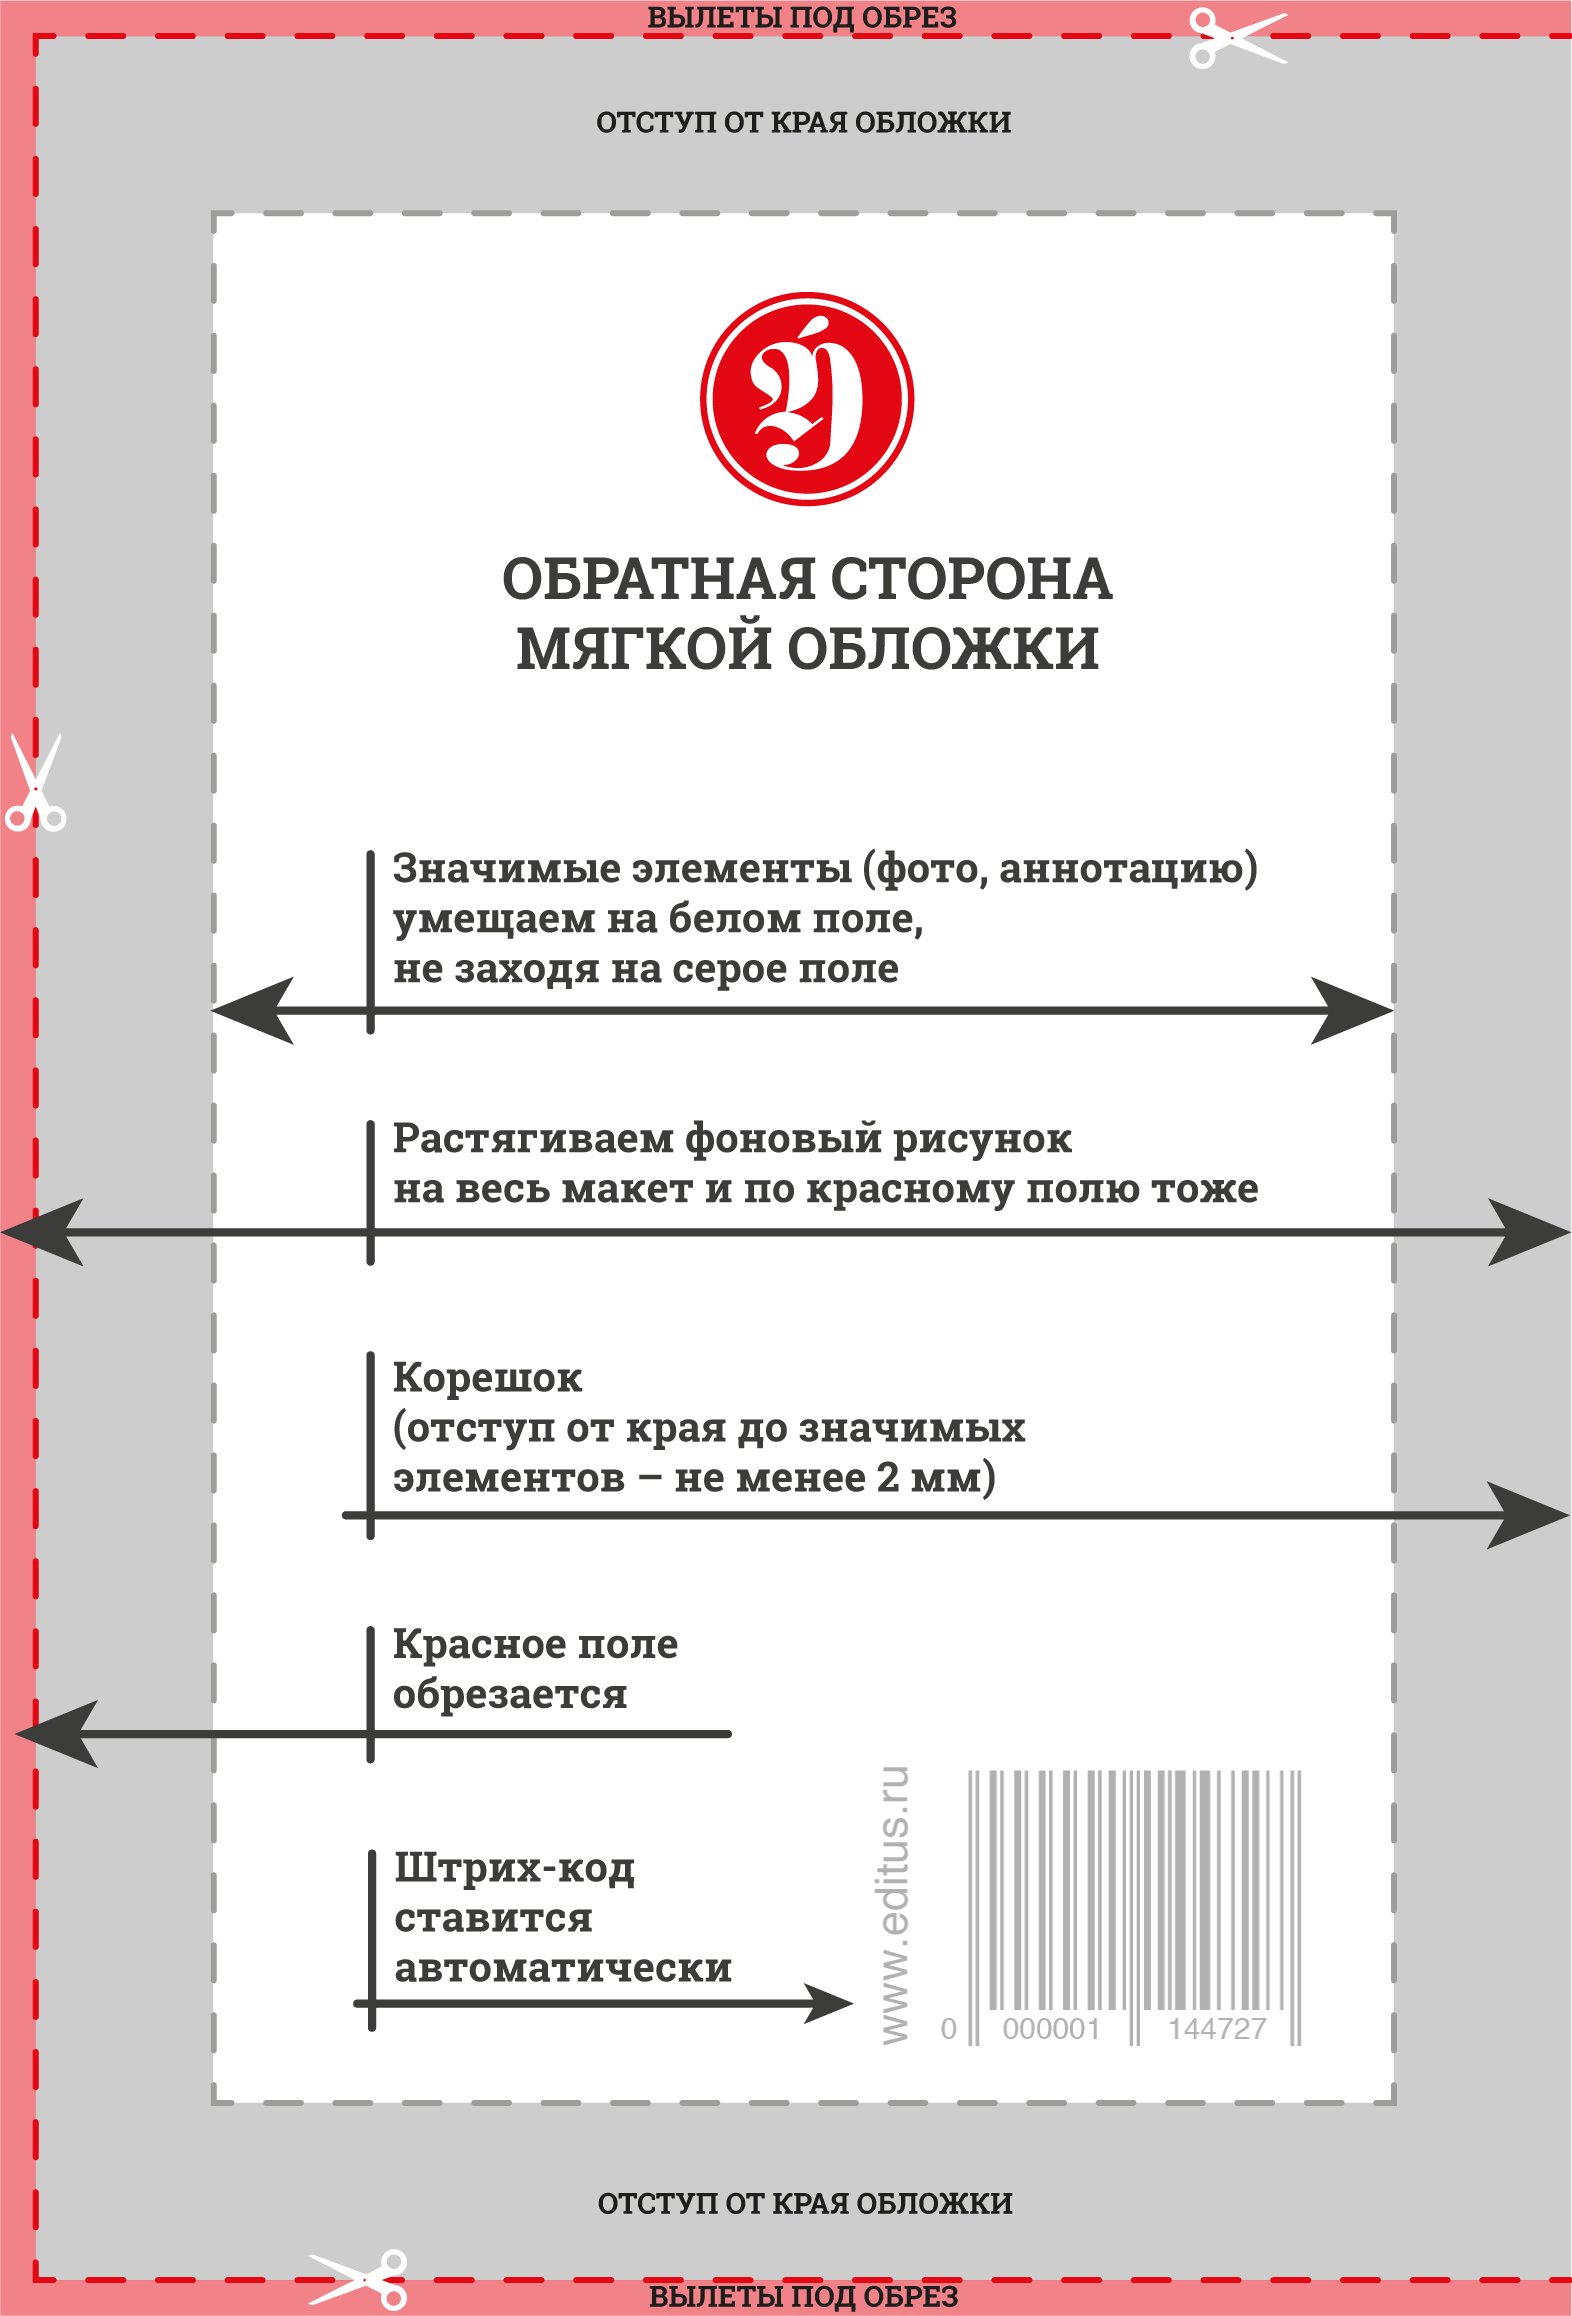 ВЫЛЕТЫ ПОД ОБРЕЗ
ОТСТУП ОТ КРАЯ ОБЛОЖКИ
ОБРАТНАЯ СТОРОНА
МЯГКОЙ ОБЛОЖКИ
Значимые элементы (фото, аннотацию)
умещаем на белом поле,
не заходя на серое поле
Растягиваем фоновый рисунок
на весь макет и по красному полю тоже
Корешок
(отступ от края до значимых
элементов – не менее 2 мм)
Красное поле
обрезается
Штрих-код
ставится
автоматически
www.editus.ru
0 000001 144727
ОТСТУП ОТ КРАЯ ОБЛОЖКИ
ВЫЛЕТЫ ПОД ОБРЕЗ